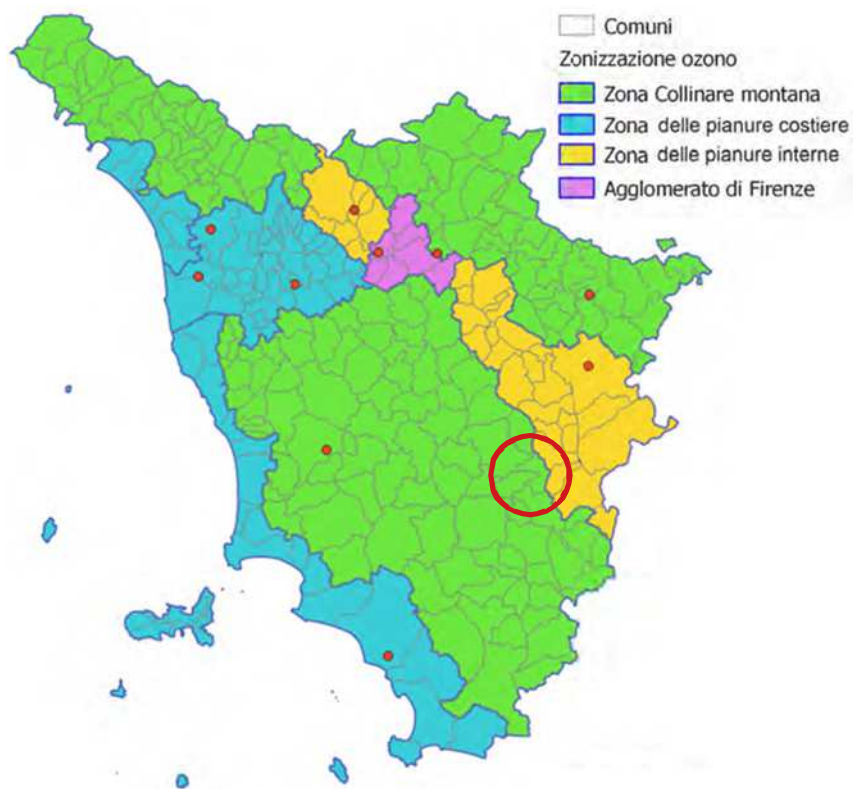 Comuni
Zonizzazione ozono
Zona Collinare montana
Zona delle pianure costiere
Zona delle pianure interne
Agglomerato di Firenze